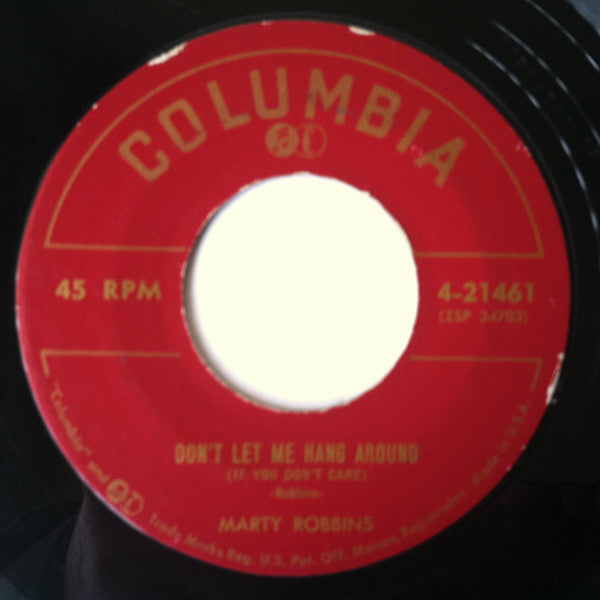 COLUMBIA
45 RPM
4-21461
(ZSP 34703)
DON'T LET ME HANG AROUND
(IF YOU DON'T CARE)
-Robbins-
MARTY ROBBINS
"Columbia" and Trade Marks Reg. U.S. Pat. Off. Marcas Registradas Made in U.S.A.